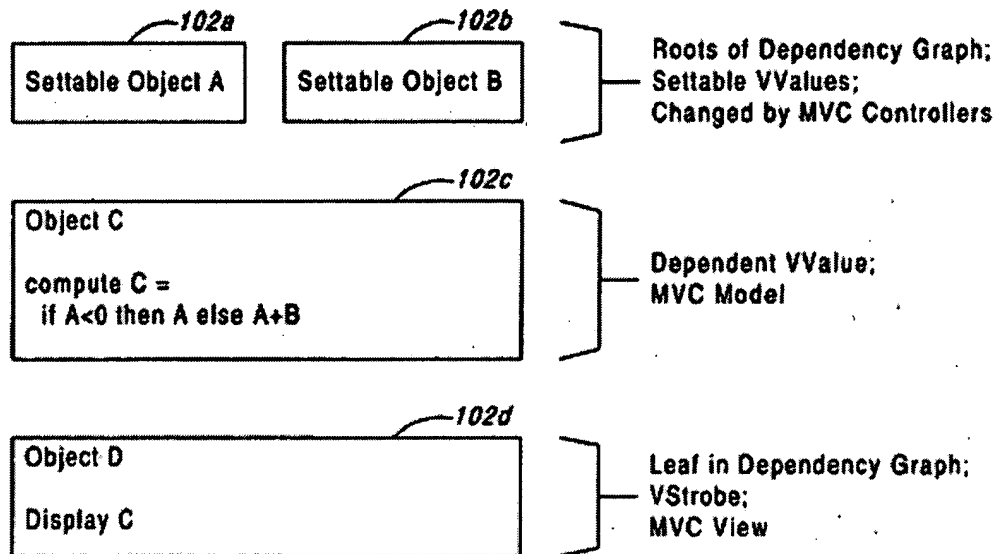 102a
102b
Settable Object A
Settable Object B
Roots of Dependency Graph;
Settable VValues;
Changed by MVC Controllers
102c
Object C
compute C =
if A<0 then A else A+B
Dependent VValue;
MVC Model
102d
Object D
Display C
Leaf in Dependency Graph;
VStrobe;
MVC View